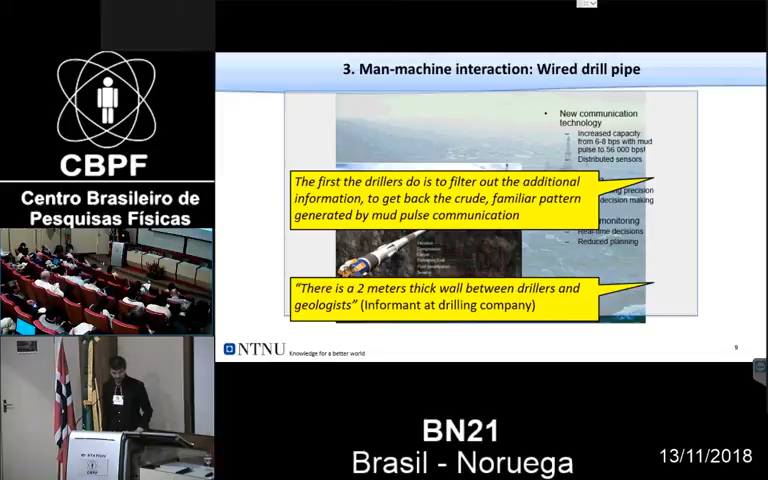 CBPF
Centro Brasileiro de
Pesquisas Físicas
3. Man-machine interaction: Wired drill pipe
• New communication
technology
– Increased capacity
from 6-8 bps with mud
pulse to 56 000 bps!
– Distributed sensors
The first the drillers do is to filter out the additional
information, to get back the crude, familiar pattern
generated by mud pulse communication
precision
decision making
monitoring
– Real-time decisions
– Reduced planning
“There is a 2 meters thick wall between drillers and
geologists” (Informant at drilling company)
NTNU Knowledge for a better world
9
CBPF
BN21
Brasil - Noruega
13/11/2018